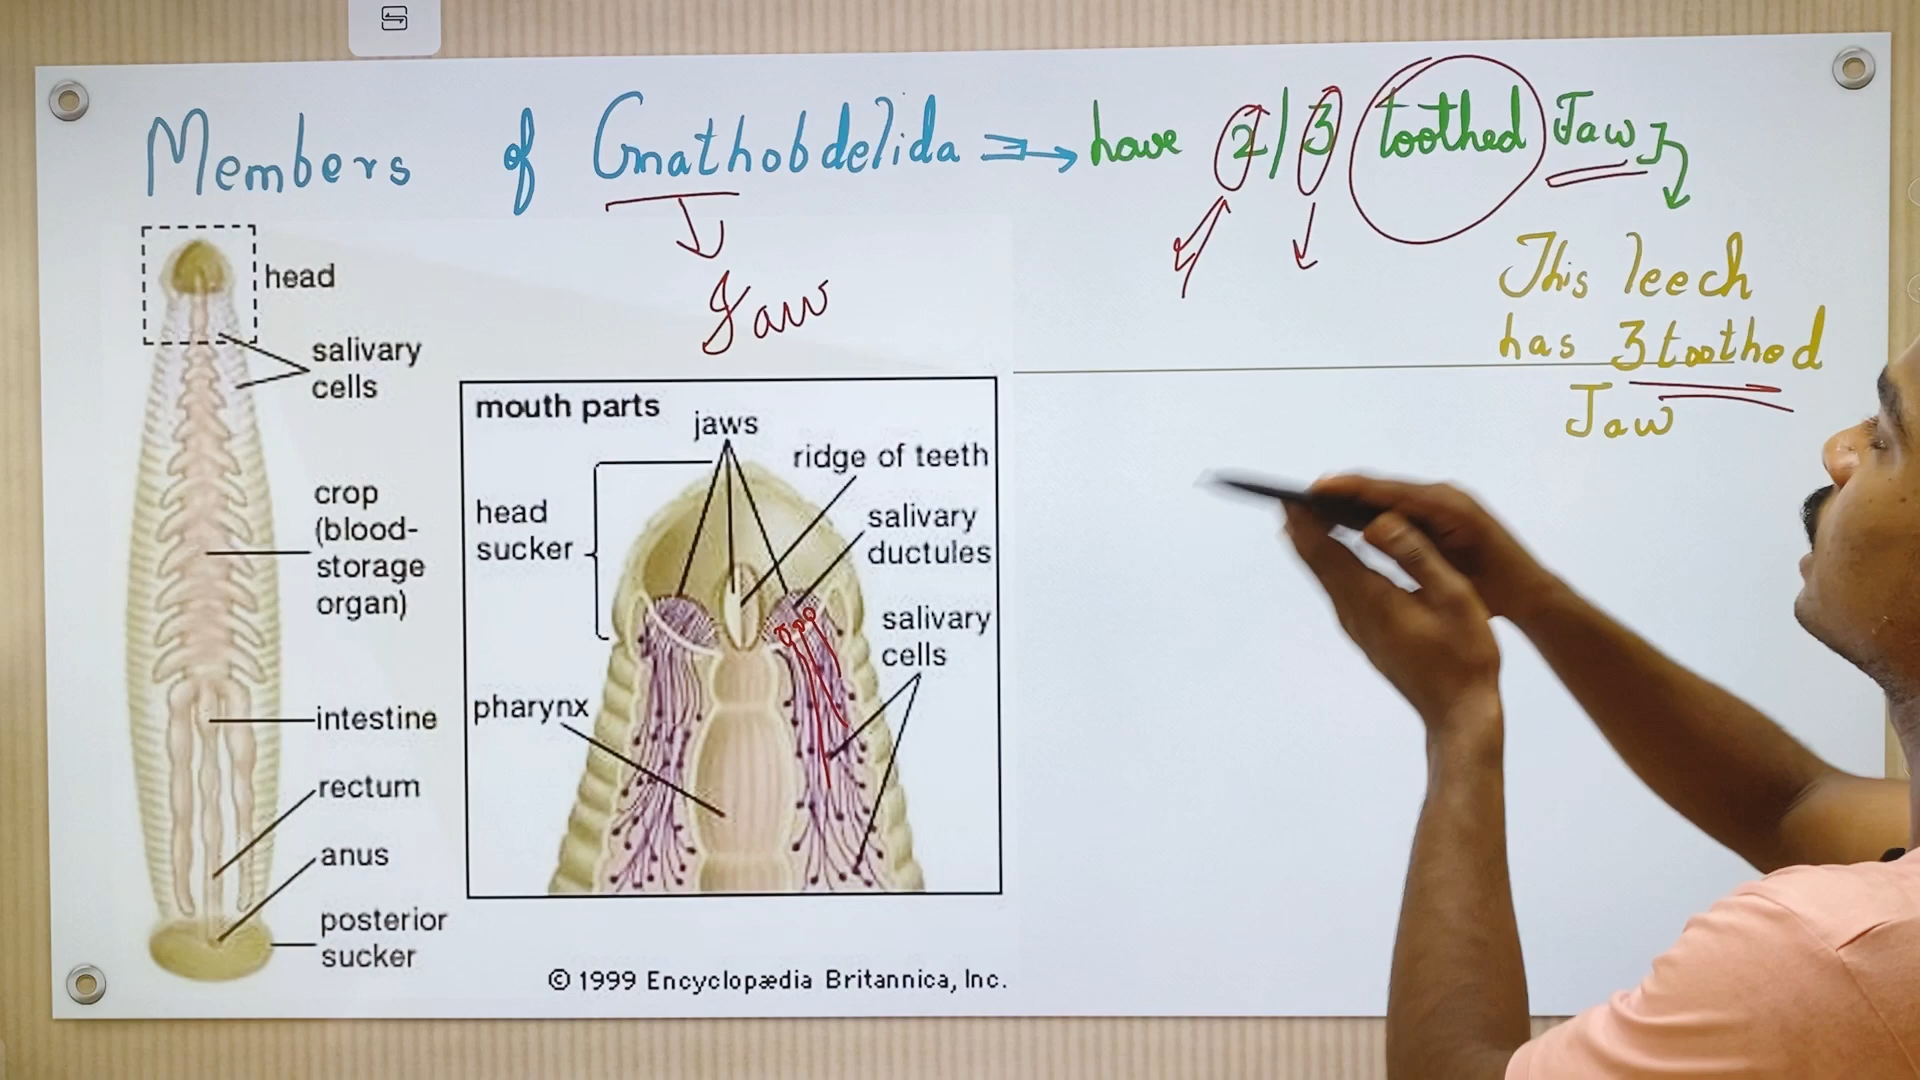 Members of Gnathobdelida ⇒ have 2/3 toothed Jaw
Jaw
This leech
has 3 toothed
Jaw
head
salivary
cells
crop
(blood-
storage
organ)
intestine
rectum
anus
posterior
sucker
mouth parts
jaws
ridge of teeth
head
sucker
salivary
ductules
salivary
cells
pharynx
© 1999 Encyclopædia Britannica, Inc.